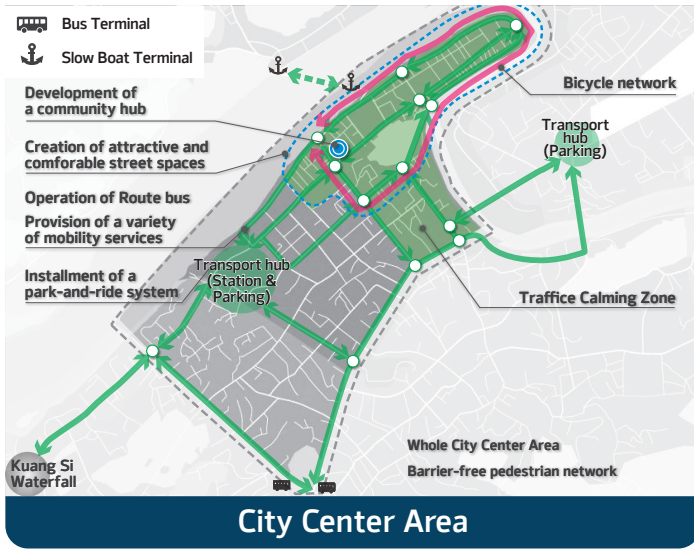 Bus Terminal
Slow Boat Terminal
Development of
a community hub
Creation of attractive and
comforable street spaces
Operation of Route bus
Provision of a variety
of mobility services
Installment of a
park-and-ride system
Bicycle network
Transport
hub
(Parking)
Transport hub
(Station &
Parking)
Traffice Calming Zone
Whole City Center Area
Barrier-free pedestrian network
Kuang Si
Waterfall
City Center Area